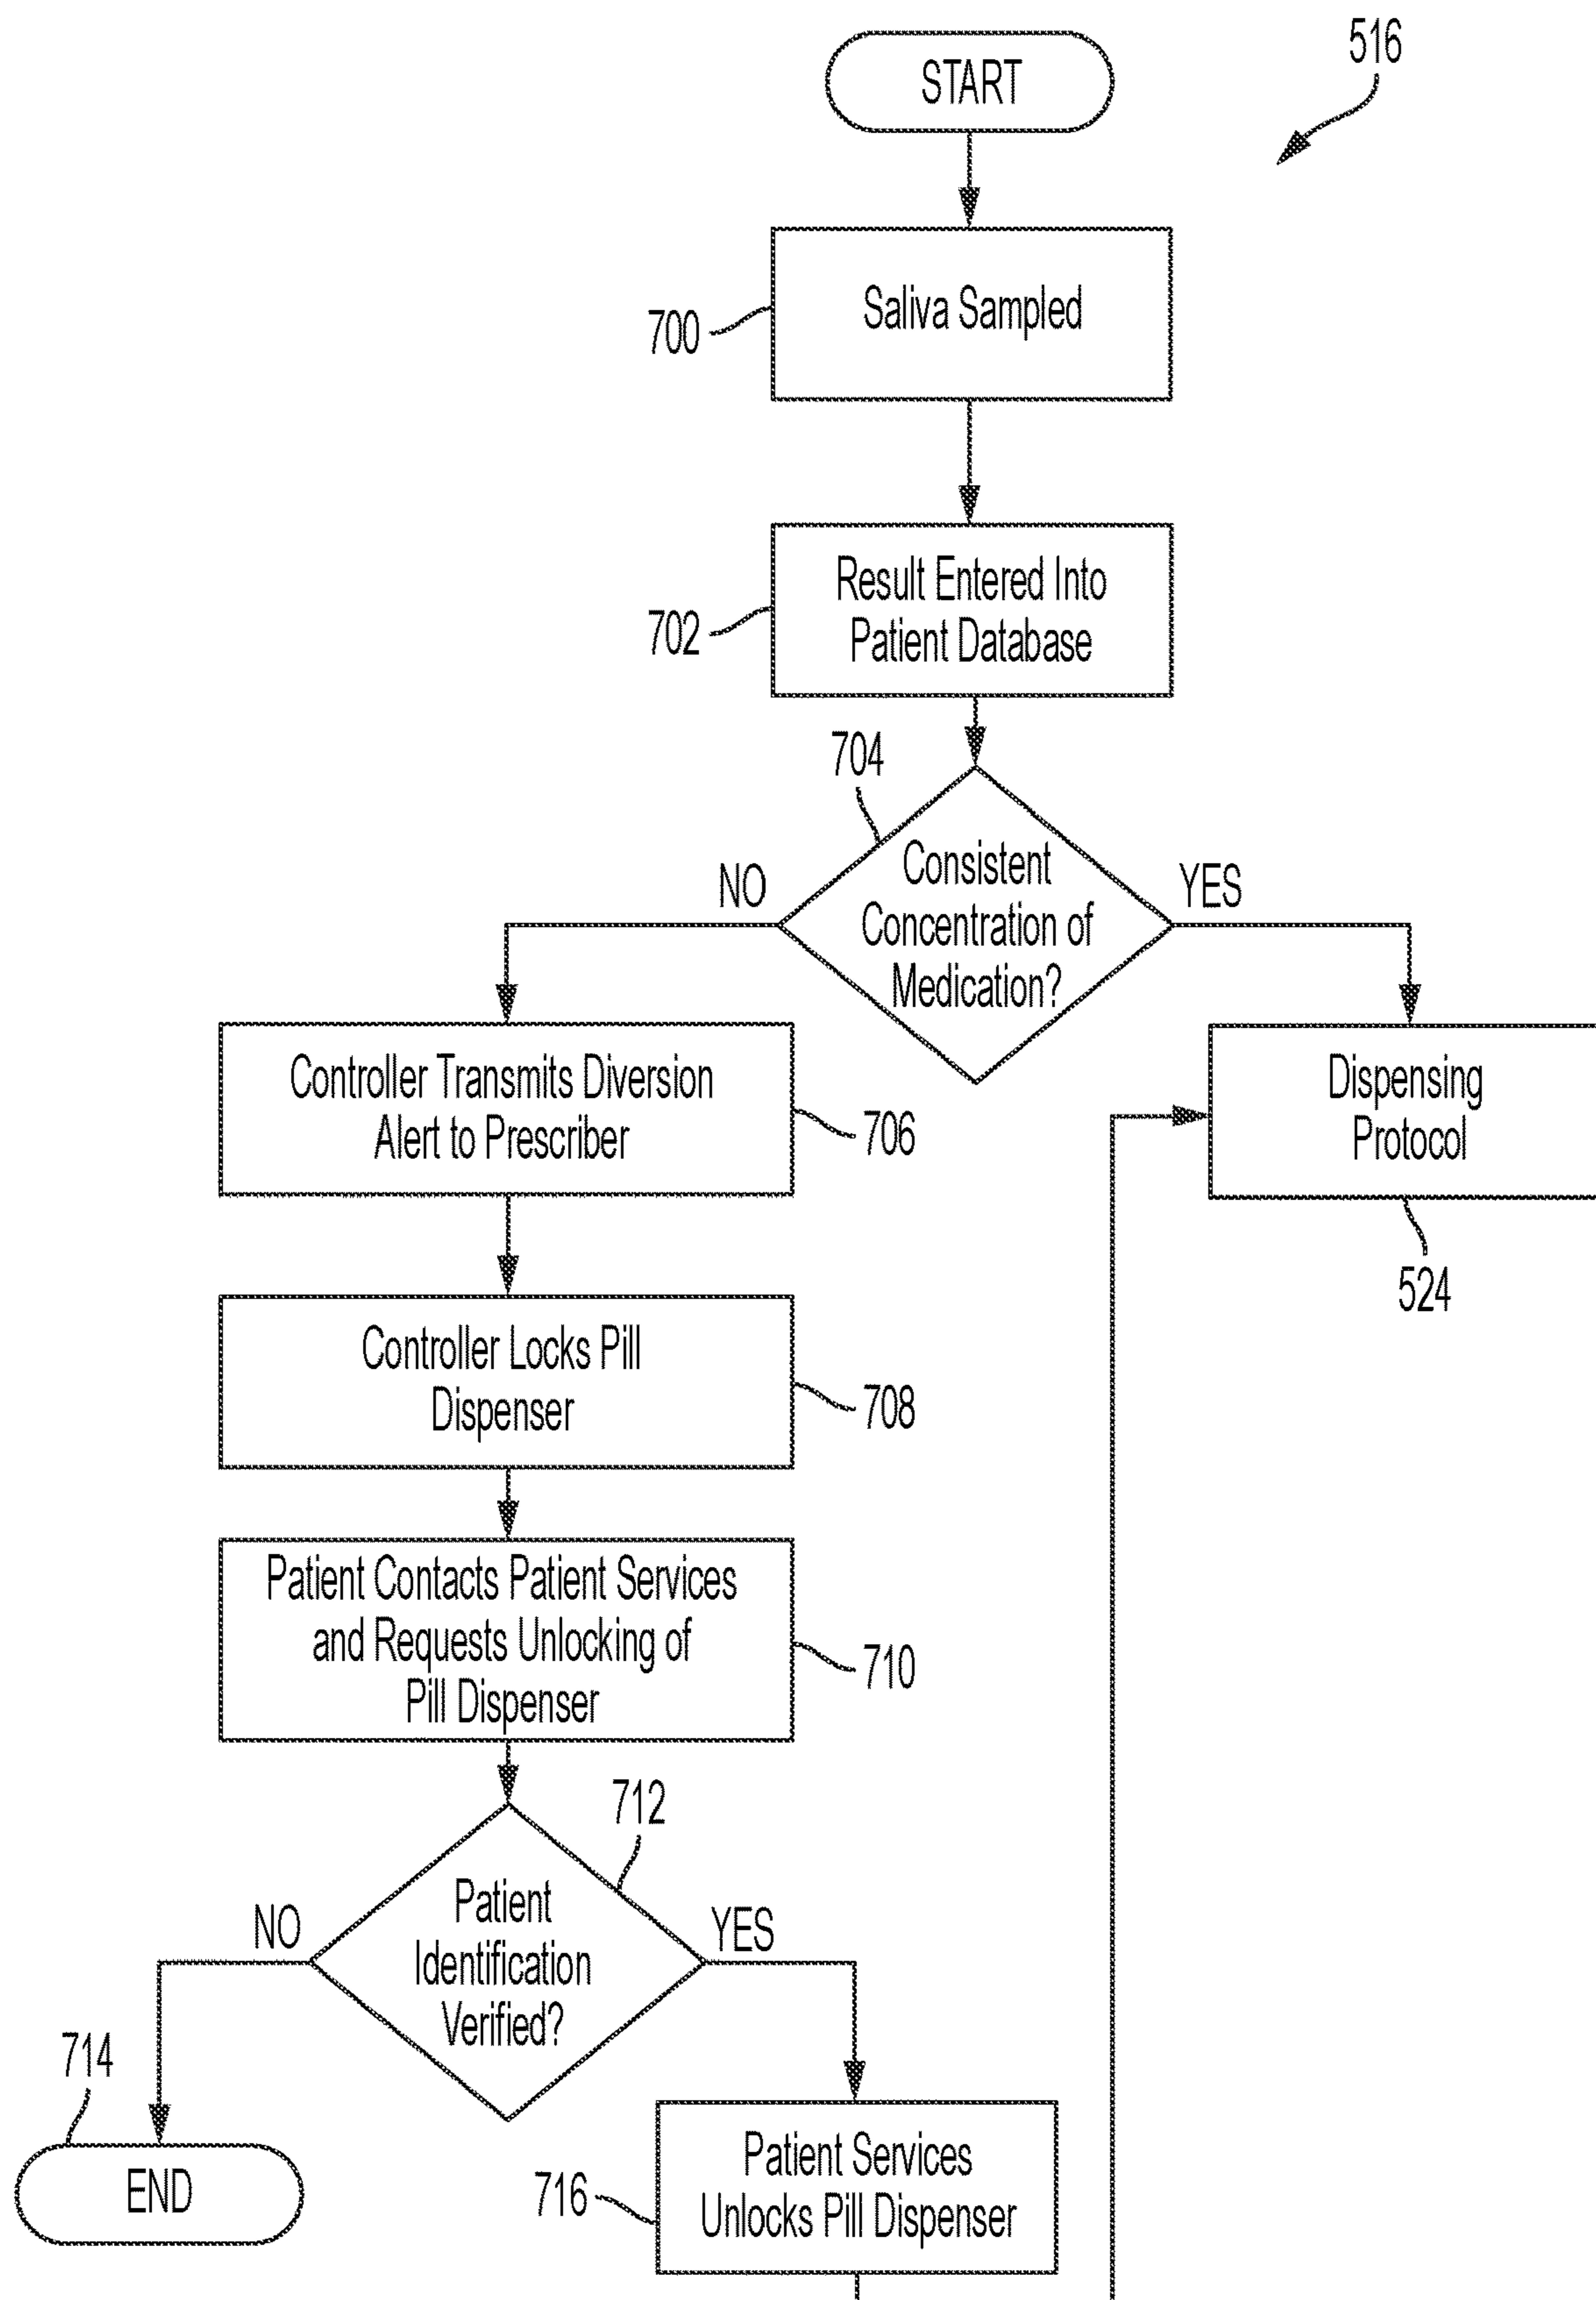 516
START
700
Saliva Sampled
702
Result Entered Into
Patient Database
704
Consistent
Concentration of
Medication?
NO
YES
Controller Transmits Diversion
Alert to Prescriber
706
Dispensing
Protocol
524
Controller Locks Pill
Dispenser
708
Patient Contacts Patient Services
and Requests Unlocking of
Pill Dispenser
710
712
Patient
Identification
Verified?
NO
YES
714
END
716
Patient Services
Unlocks Pill Dispenser